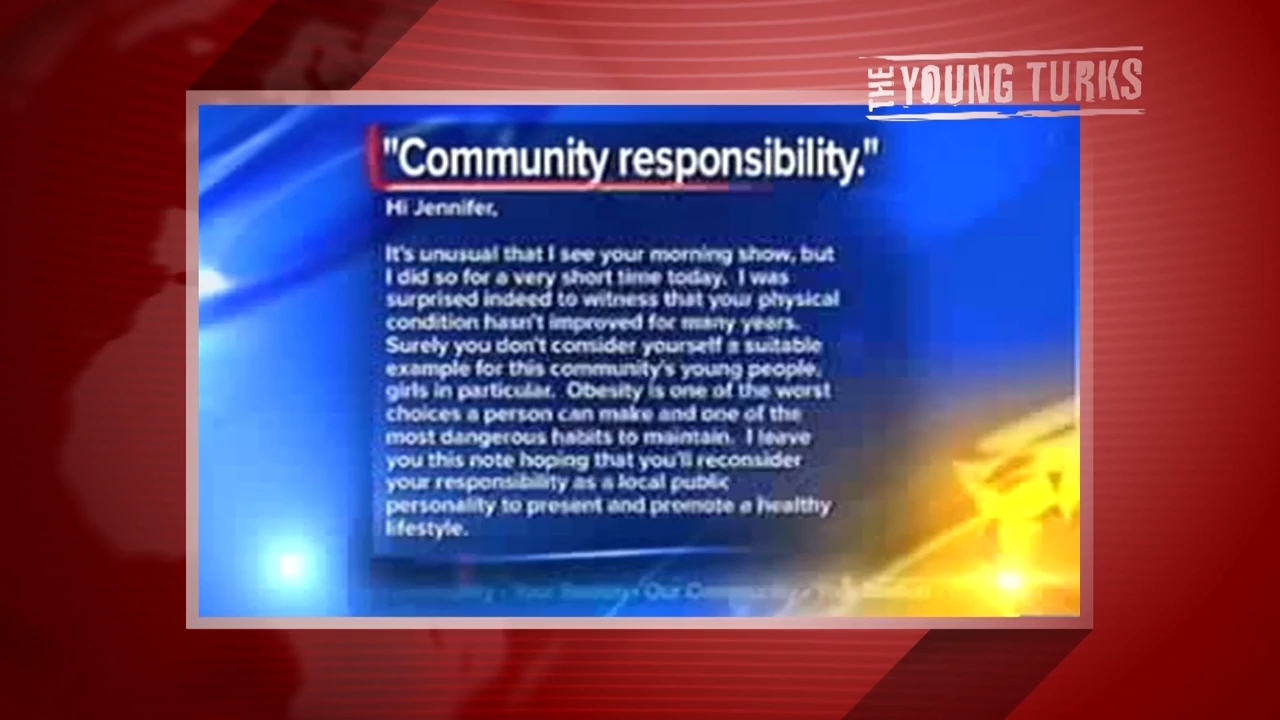 THE YOUNG TURKS
"Community responsibility."
Hi Jennifer,
It's unusual that I see your morning show, but
I did so for a very short time today.  I was
surprised indeed to witness that your physical
condition hasn't improved for many years.
Surely you don't consider yourself a suitable
example for this community's young people,
girls in particular.  Obesity is one of the worst
choices a person can make and one of the
most dangerous habits to maintain.  I leave
you this note hoping that you'll reconsider
your responsibility as a local public
personality to present and promote a healthy
lifestyle.
Our Community